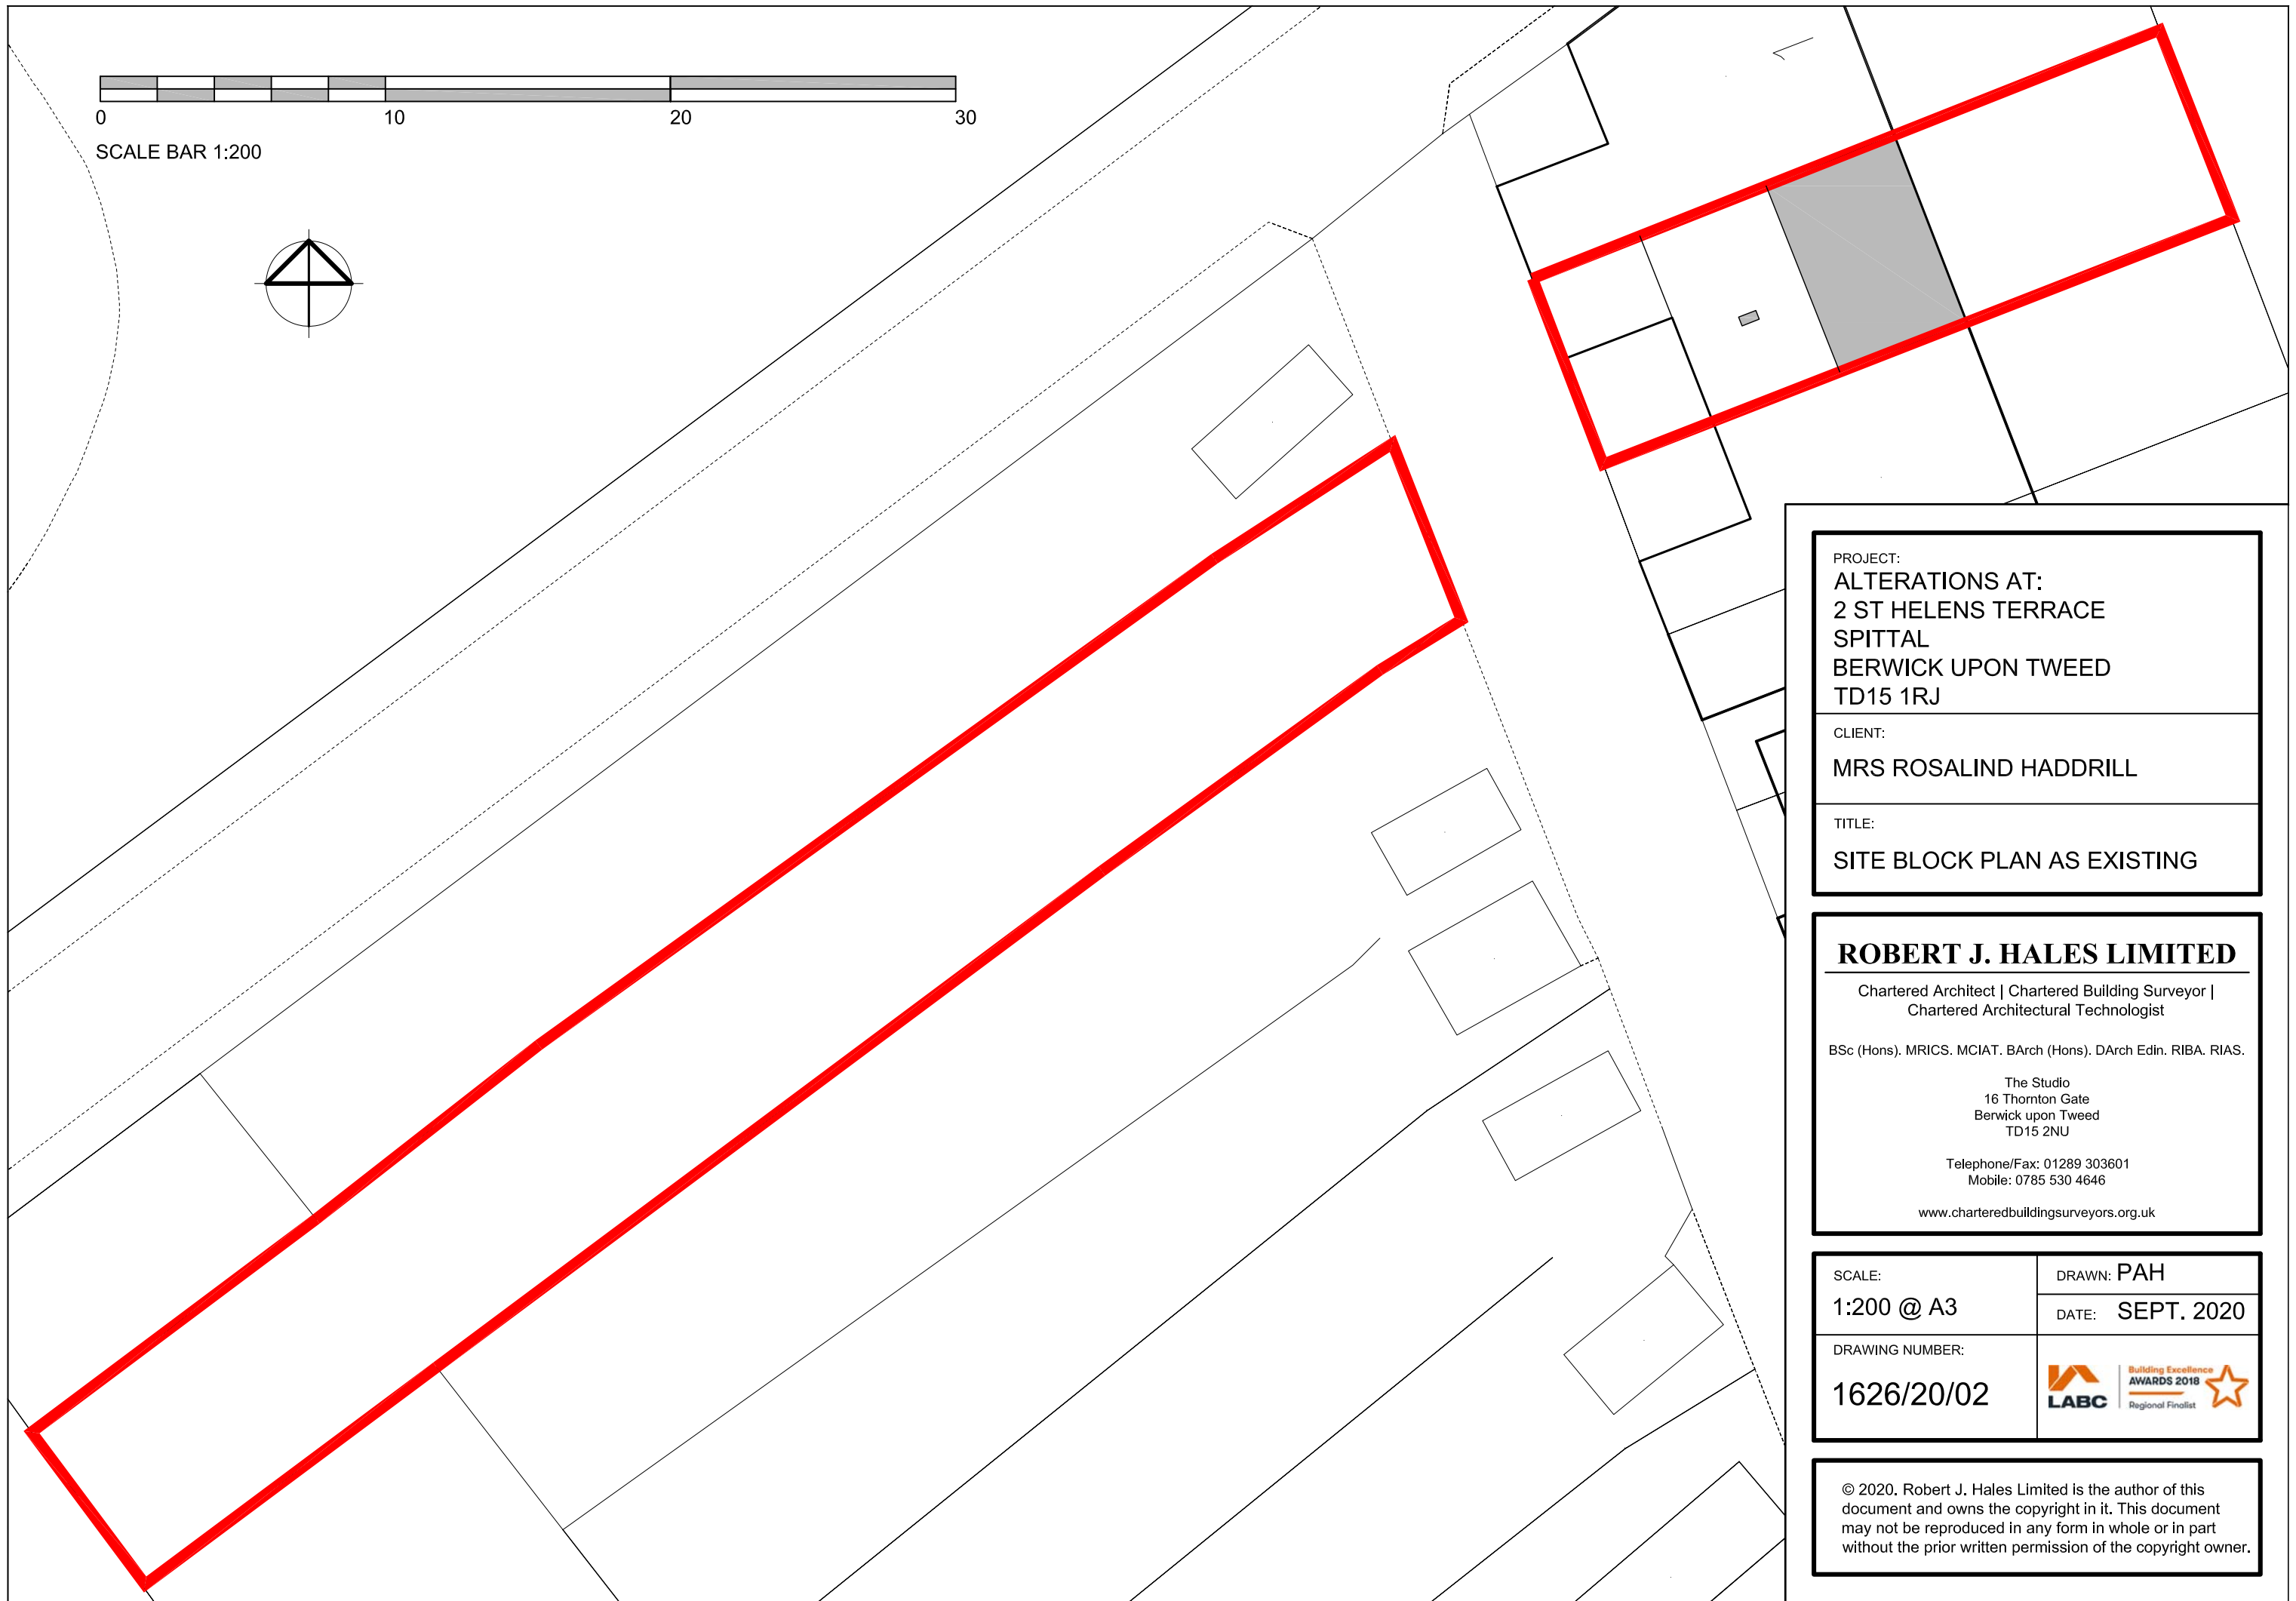 0 10 20 30
SCALE BAR 1:200
1
PROJECT:
ALTERATIONS AT:
2 ST HELENS TERRACE
SPITTAL
BERWICK UPON TWEED
TD15 1RJ
CLIENT:
MRS ROSALIND HADDRILL
TITLE:
SITE BLOCK PLAN AS EXISTING
ROBERT J. HALES LIMITED
Chartered Architect | Chartered Building Surveyor |
Chartered Architectural Technologist
BSc (Hons). MRICS. MCIAT. BArch (Hons). DArch Edin. RIBA. RIAS.
The Studio
16 Thornton Gate
Berwick upon Tweed
TD15 2NU
Telephone/Fax: 01289 303601
Mobile: 0785 530 4646
www.charteredbuildingsurveyors.org.uk
SCALE:
1:200 @ A3
DRAWN: PAH
DATE: SEPT. 2020
DRAWING NUMBER:
1626/20/02
LABC
Building Excellence
AWARDS 2018
Regional Finalist
© 2020. Robert J. Hales Limited is the author of this
document and owns the copyright in it. This document
may not be reproduced in any form in whole or in part
without the prior written permission of the copyright owner.